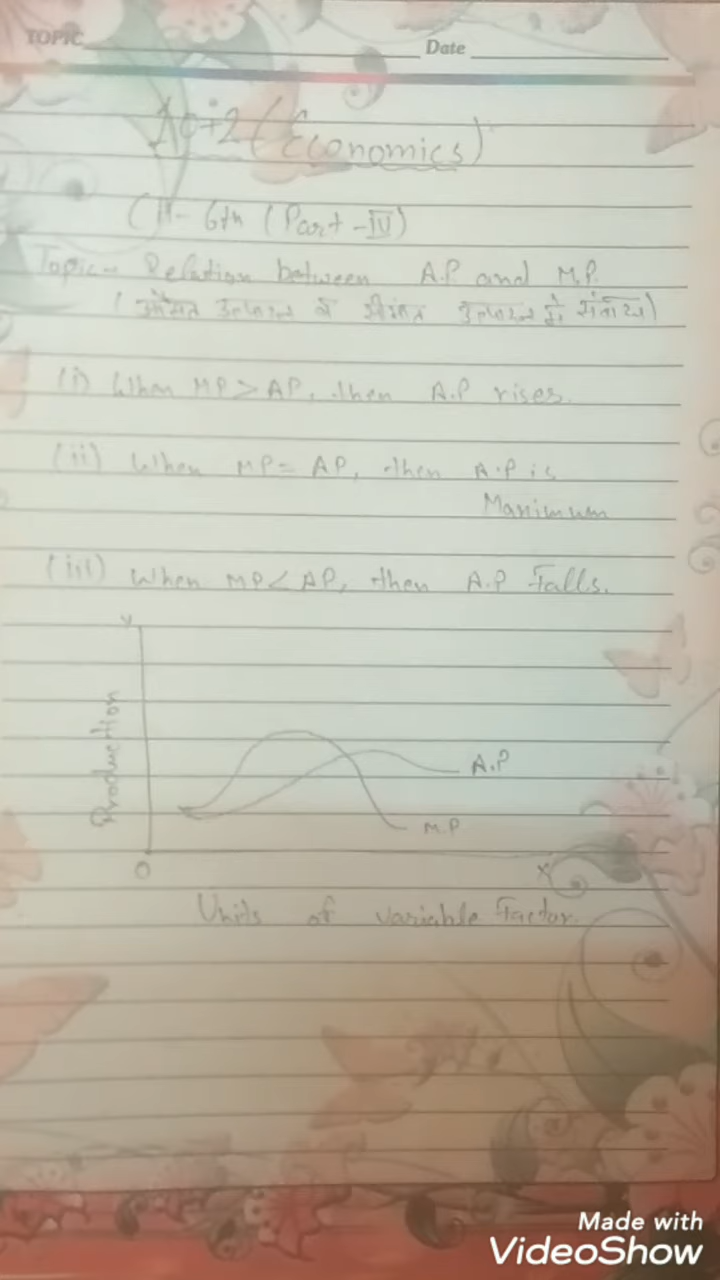 TOPIC Date
10+2 (Economics)
CH- 6th (Part-IV)
Topic- Relation between A.P. and M.P.
(औसत उत्पादन व सीमांत उत्पादन में संबंध)
(i) When MP > AP, then A.P rises.
(ii) When MP = AP, then A.P is
Maximum
(iii) When MP < AP, then A.P Falls.
Y
Production
A.P
M.P
O X
Units of variable Factor.
Made with
VideoShow